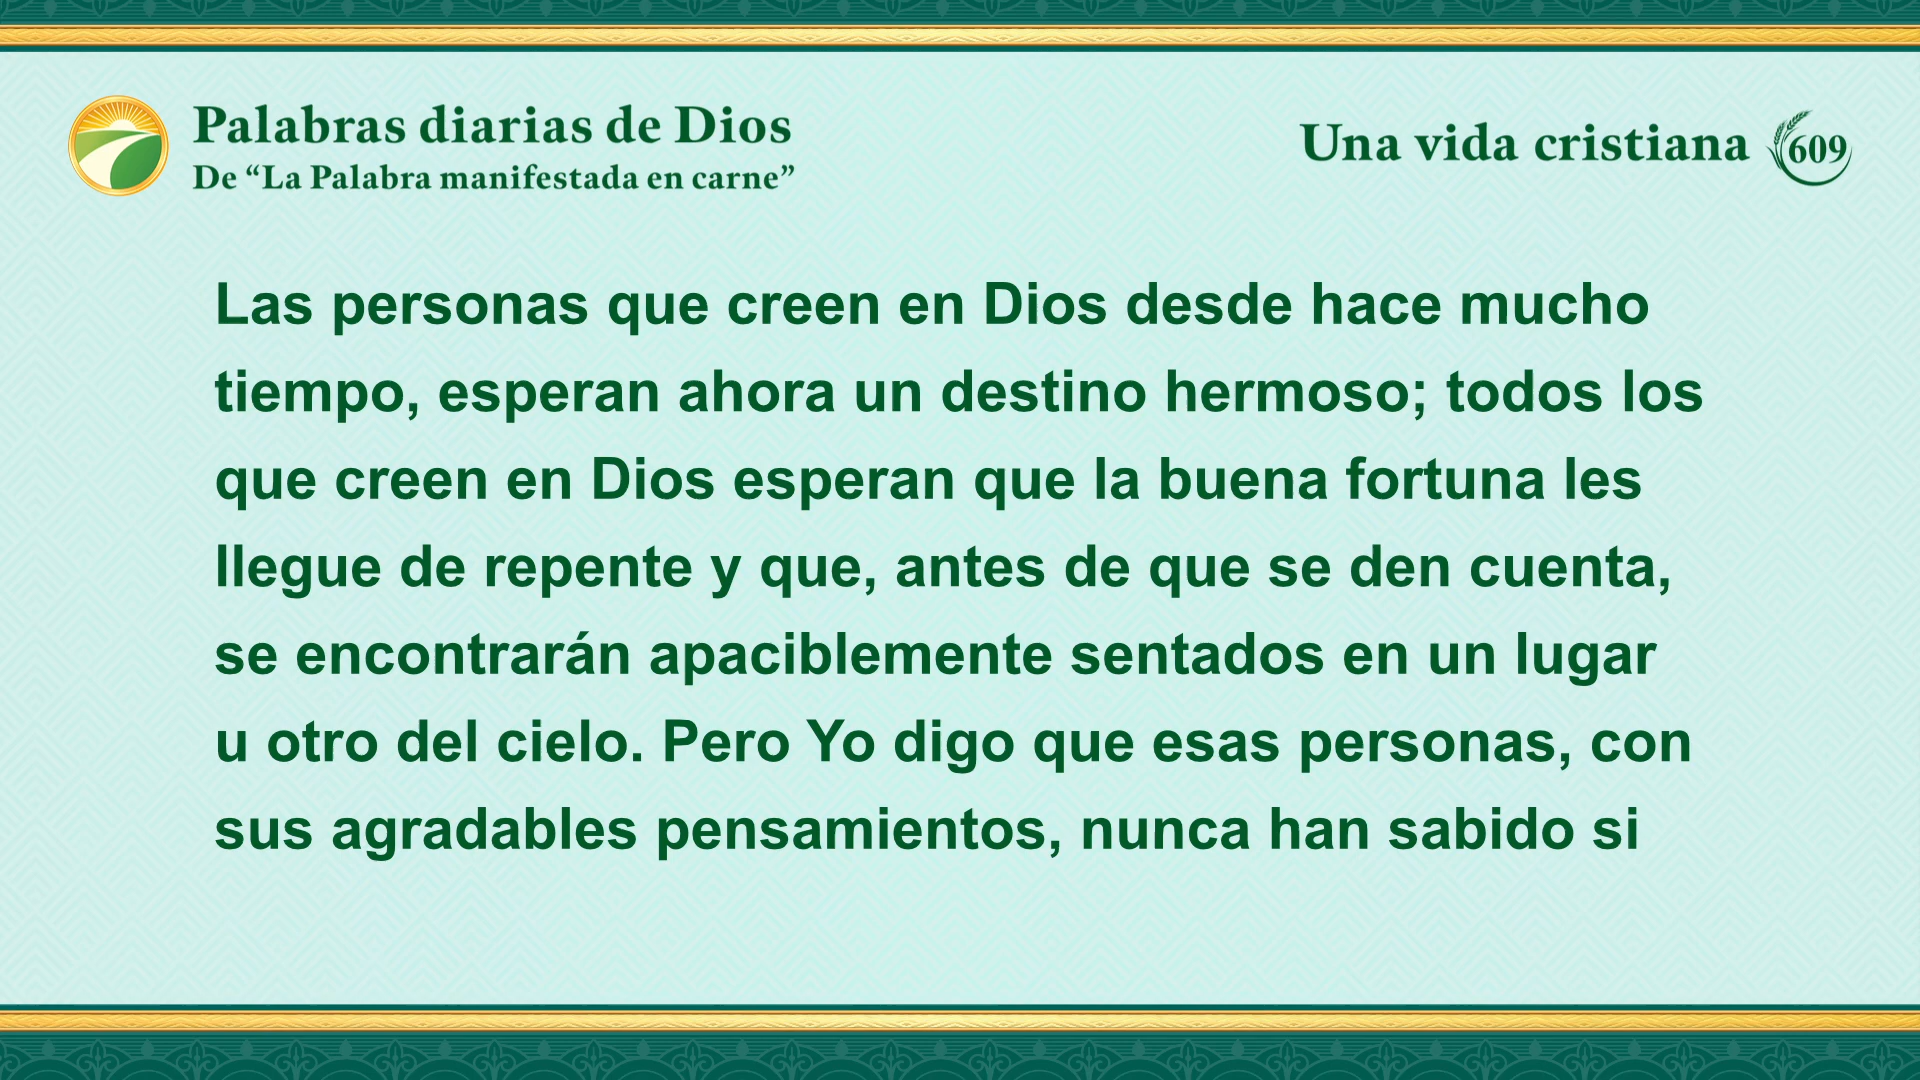 Palabras diarias de Dios
De “La Palabra manifestada en carne”
Una vida cristiana 609
Las personas que creen en Dios desde hace mucho
tiempo, esperan ahora un destino hermoso; todos los
que creen en Dios esperan que la buena fortuna les
llegue de repente y que, antes de que se den cuenta,
se encontrarán apaciblemente sentados en un lugar
u otro del cielo. Pero Yo digo que esas personas, con
sus agradables pensamientos, nunca han sabido si